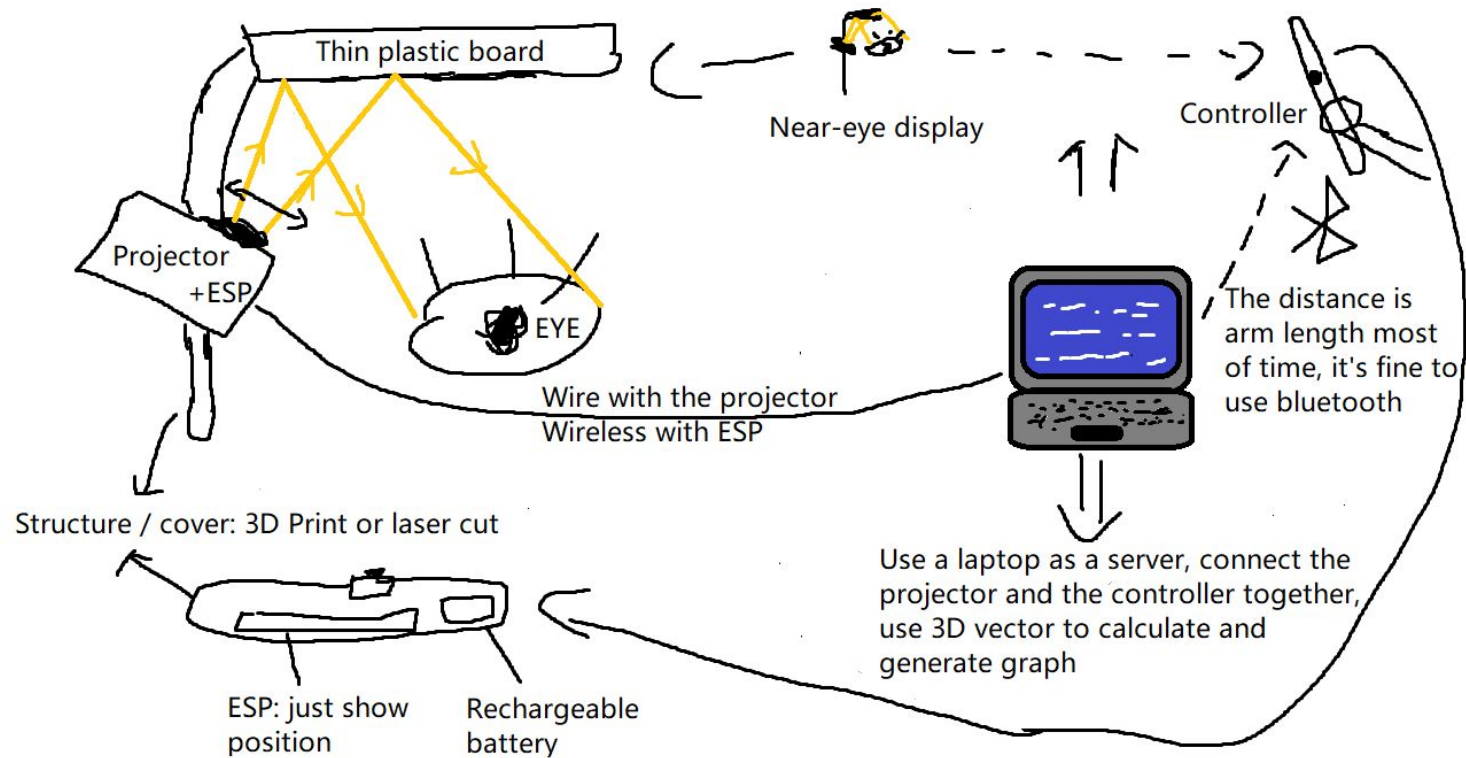 Thin plastic board
Near-eye display
Controller
Projector
+ESP
EYE
The distance is
arm length most
of time, it's fine to
use bluetooth
Wire with the projector
Wireless with ESP
Structure / cover: 3D Print or laser cut
Use a laptop as a server, connect the
projector and the controller together,
use 3D vector to calculate and
generate graph
ESP: just show
position
Rechargeable
battery